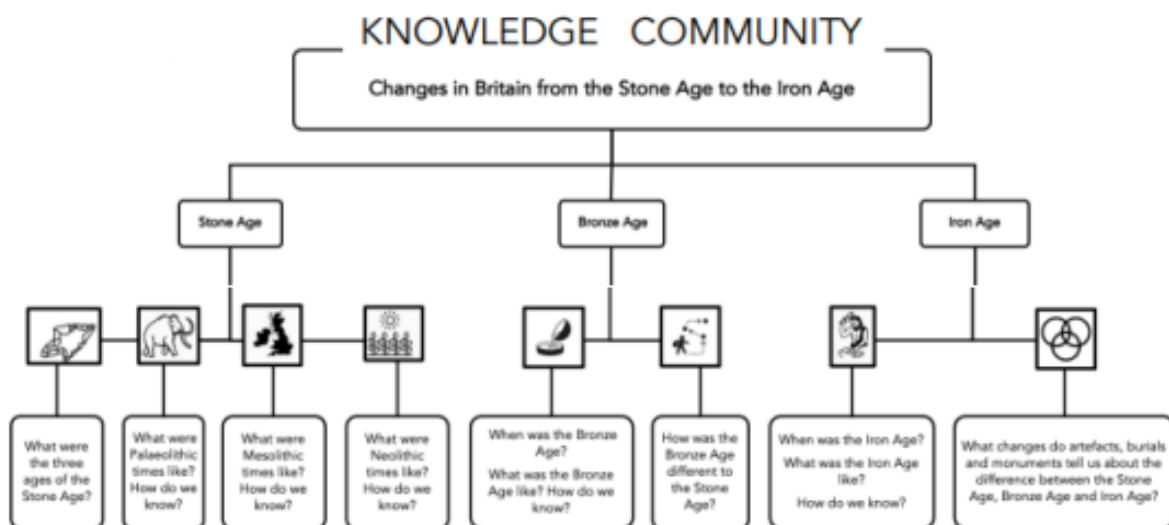 KNOWLEDGE COMMUNITY
Changes in Britain from the Stone Age to the Iron Age
Stone Age
Bronze Age
Iron Age
What were
the three
ages of the
Stone Age?
What were
Palaeolithic
times like?
How do we
know?
What were
Mesolithic
times like?
How do we
know?
What were
Neolithic
times like?
How do we
know?
When was the Bronze
Age?
What was the Bronze
Age like? How do we
know?
How was the
Bronze Age
different to
the Stone
Age?
When was the Iron Age?
What was the Iron Age
like?
How do we know?
What changes do artefacts, burials
and monuments tell us about the
difference between the Stone
Age, Bronze Age and Iron Age?